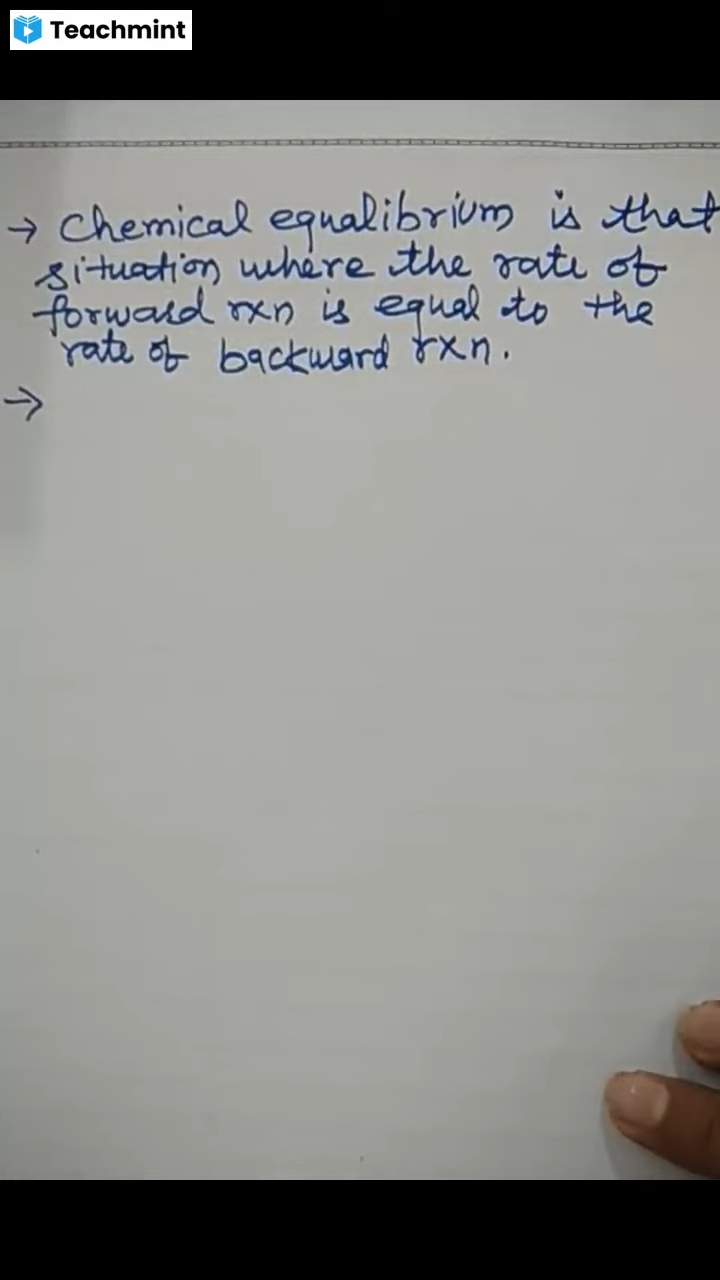 Teachmint
→ Chemical equalibrium is that
situation where the rate of
forward rxn is equal to the
rate of backward rxn.
→